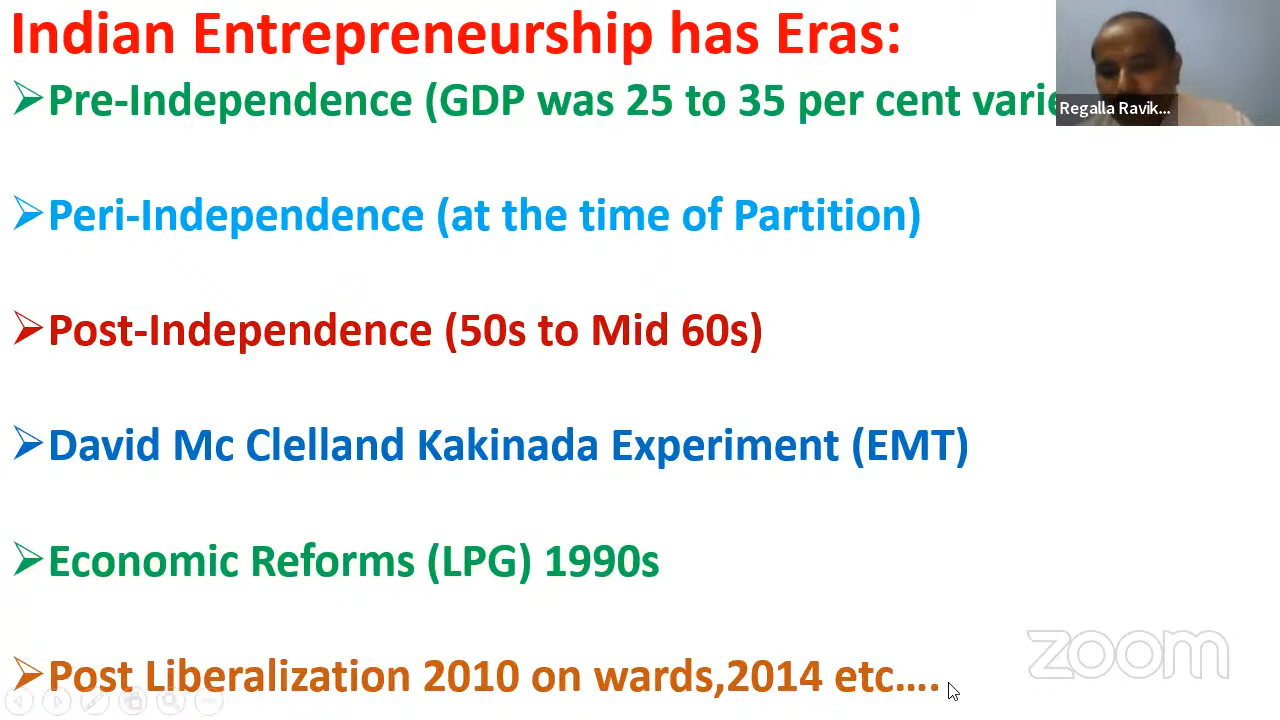 Indian Entrepreneurship has Eras:
Pre-Independence (GDP was 25 to 35 per cent varie
Regalla Ravik...
Peri-Independence (at the time of Partition)
Post-Independence (50s to Mid 60s)
David Mc Clelland Kakinada Experiment (EMT)
Economic Reforms (LPG) 1990s
zoom
Post Liberalization 2010 on wards,2014 etc....